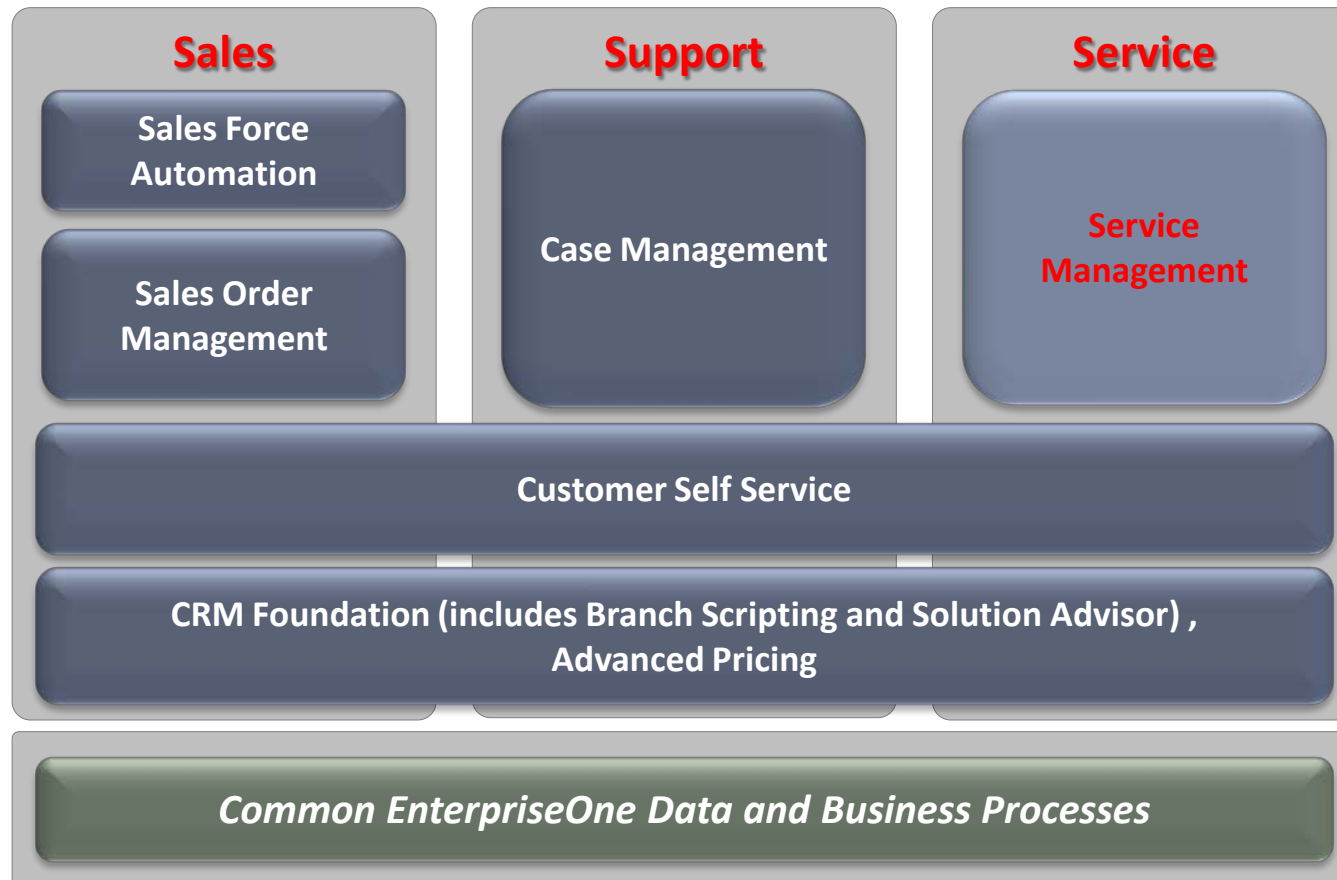 Sales
Sales Force
Automation
Sales Order
Management
Support
Case Management
Service
Service
Management
Customer Self Service
CRM Foundation (includes Branch Scripting and Solution Advisor) ,
Advanced Pricing
Common EnterpriseOne Data and Business Processes